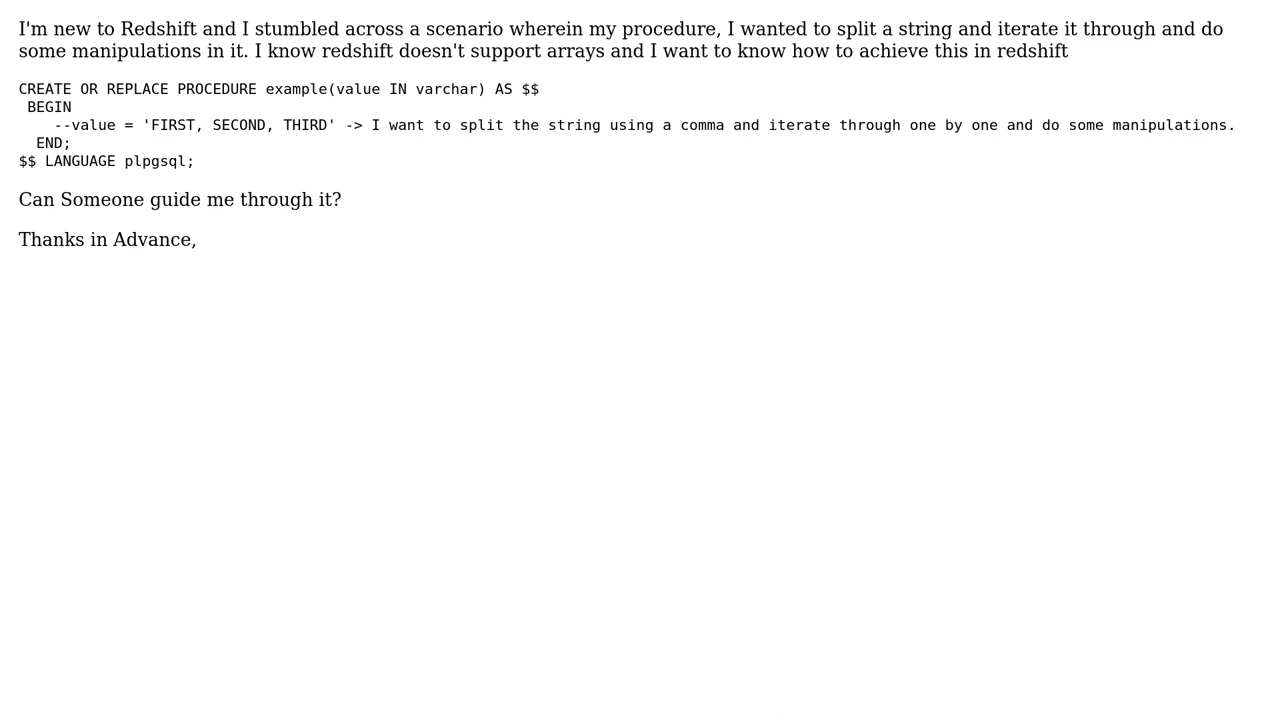 I'm new to Redshift and I stumbled across a scenario wherein my procedure, I wanted to split a string and iterate it through and do
some manipulations in it. I know redshift doesn't support arrays and I want to know how to achieve this in redshift
CREATE OR REPLACE PROCEDURE example(value IN varchar) AS $$
 BEGIN
    --value = 'FIRST, SECOND, THIRD' -> I want to split the string using a comma and iterate through one by one and do some manipulations.
  END;
$$ LANGUAGE plpgsql;
Can Someone guide me through it?
Thanks in Advance,